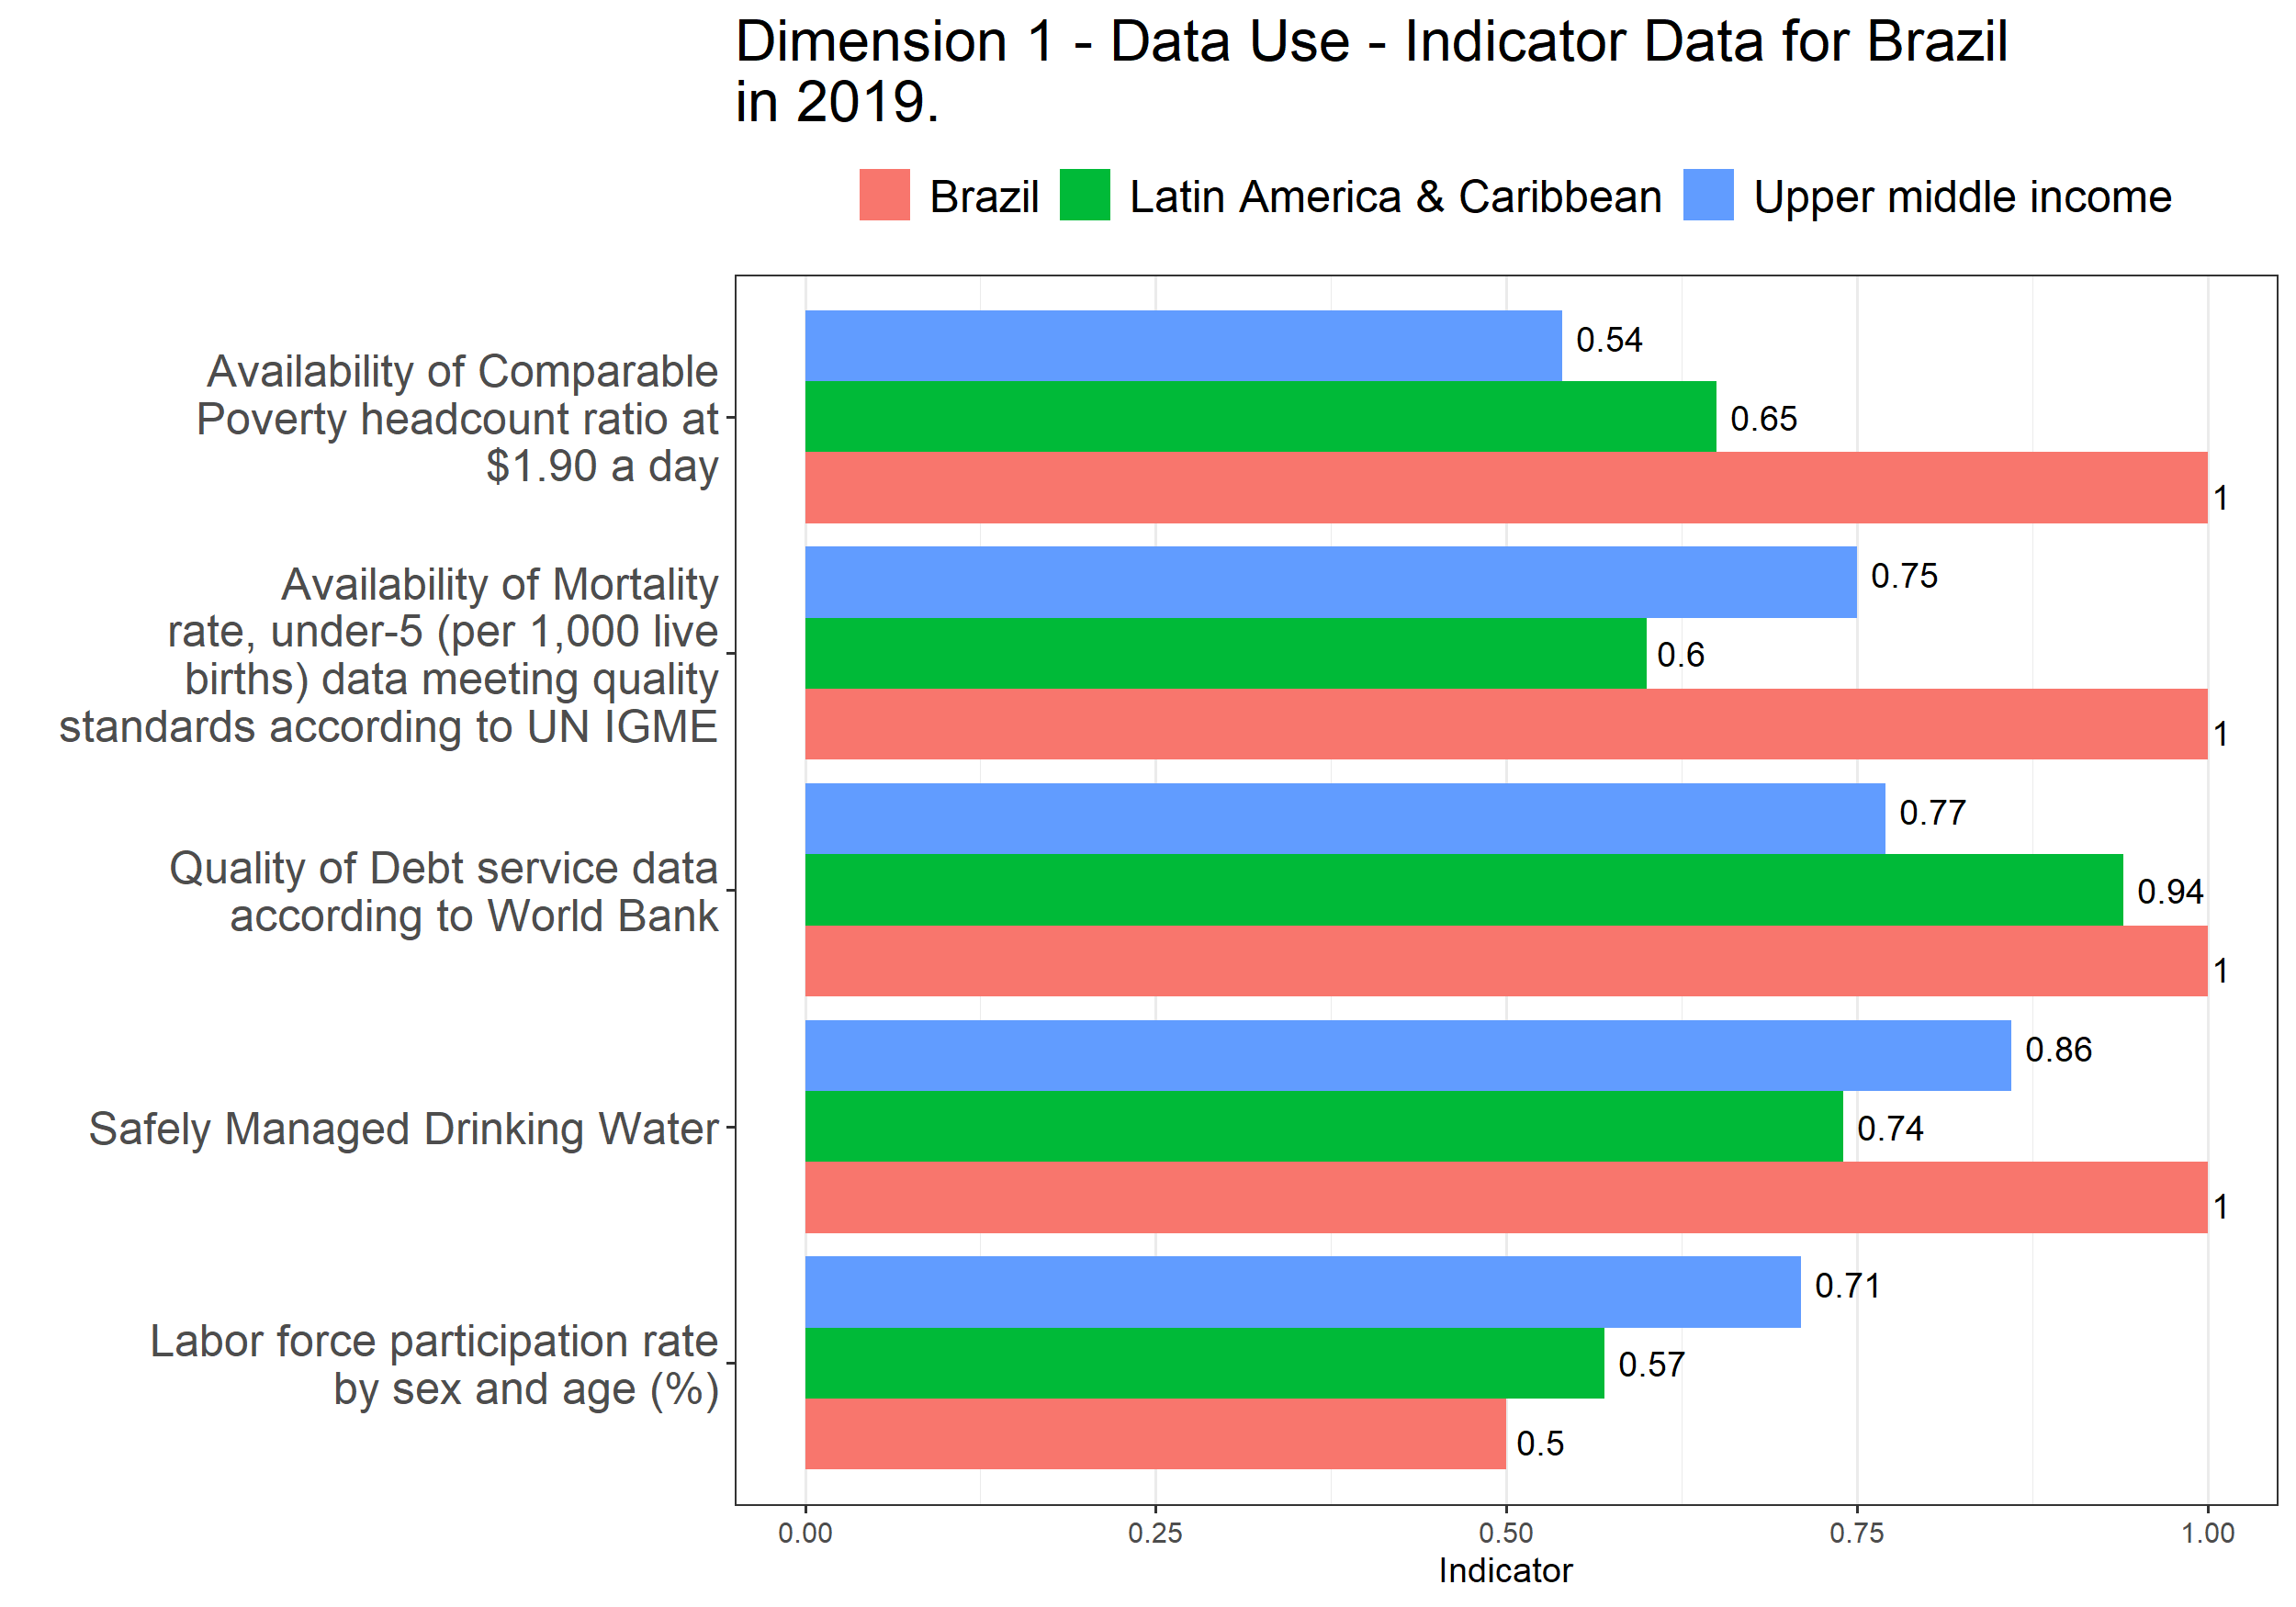 Dimension 1 - Data Use - Indicator Data for Brazil
in 2019.
Brazil
Latin America & Caribbean
Upper middle income
Availability of Comparable
Poverty headcount ratio at
$1.90 a day
0.54
0.65
1
Availability of Mortality
rate, under-5 (per 1,000 live
births) data meeting quality
standards according to UN IGME
0.75
0.6
1
Quality of Debt service data
according to World Bank
0.77
0.94
1
Safely Managed Drinking Water
0.86
0.74
1
Labor force participation rate
by sex and age (%)
0.71
0.57
0.5
0.00
0.25
0.50
0.75
1.00
Indicator